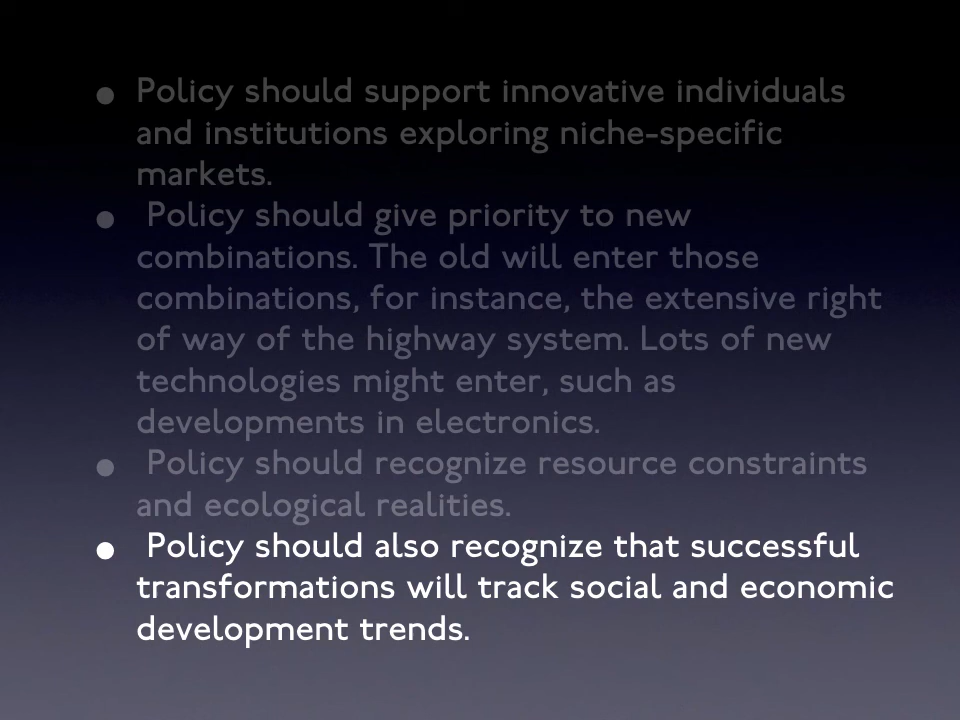 • Policy should support innovative individuals
and institutions exploring niche-specific
markets.
• Policy should give priority to new
combinations. The old will enter those
combinations, for instance, the extensive right
of way of the highway system. Lots of new
technologies might enter, such as
developments in electronics.
• Policy should recognize resource constraints
and ecological realities.
• Policy should also recognize that successful
transformations will track social and economic
development trends.